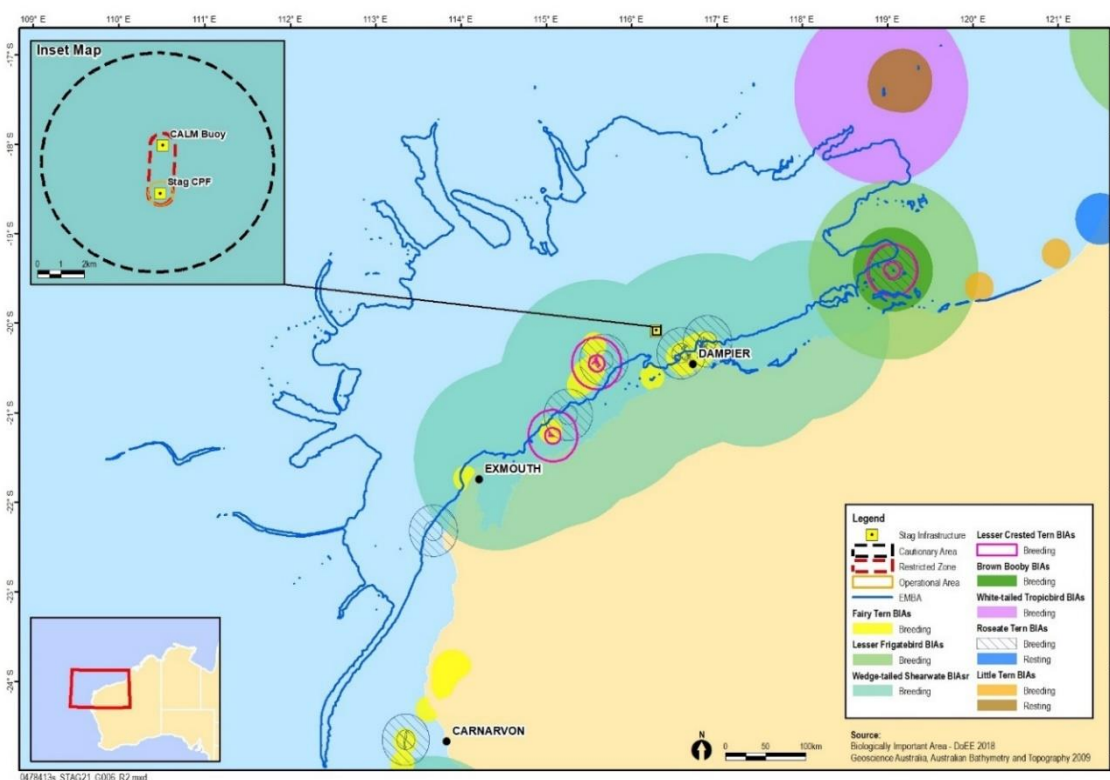 109° E 110° E 111° E 112° E 113° E 114° E 115° E 116° E 117° E 118° E 119° E 120° E 121° E
-17° S
-18° S
-19° S
-20° S
-21° S
-22° S
-23° S
-24° S
Inset Map
CALM Buoy
Stag CPF
0 1 2km
DAMPIER
EXMOUTH
CARNARVON
Legend
Stag Infrastructure
Cautionary Area
Restricted Zone
Operational Area
EMBA
Fairy Tern BIAs
Breeding
Lesser Frigatebird BIAs
Breeding
Wedge-tailed Shearwate BIAsr
Breeding
Lesser Crested Tern BIAs
Breeding
Brown Booby BIAs
Breeding
White-tailed Tropicbird BIAs
Breeding
Roseate Tern BIAs
Breeding
Resting
Little Tern BIAs
Breeding
Resting
N
0 50 100km
Source:
Biologically Important Area - DoEE 2018
Geoscience Australia, Australian Bathymetry and Topography 2009
0478413s_STAG21_G006_R2.mxd